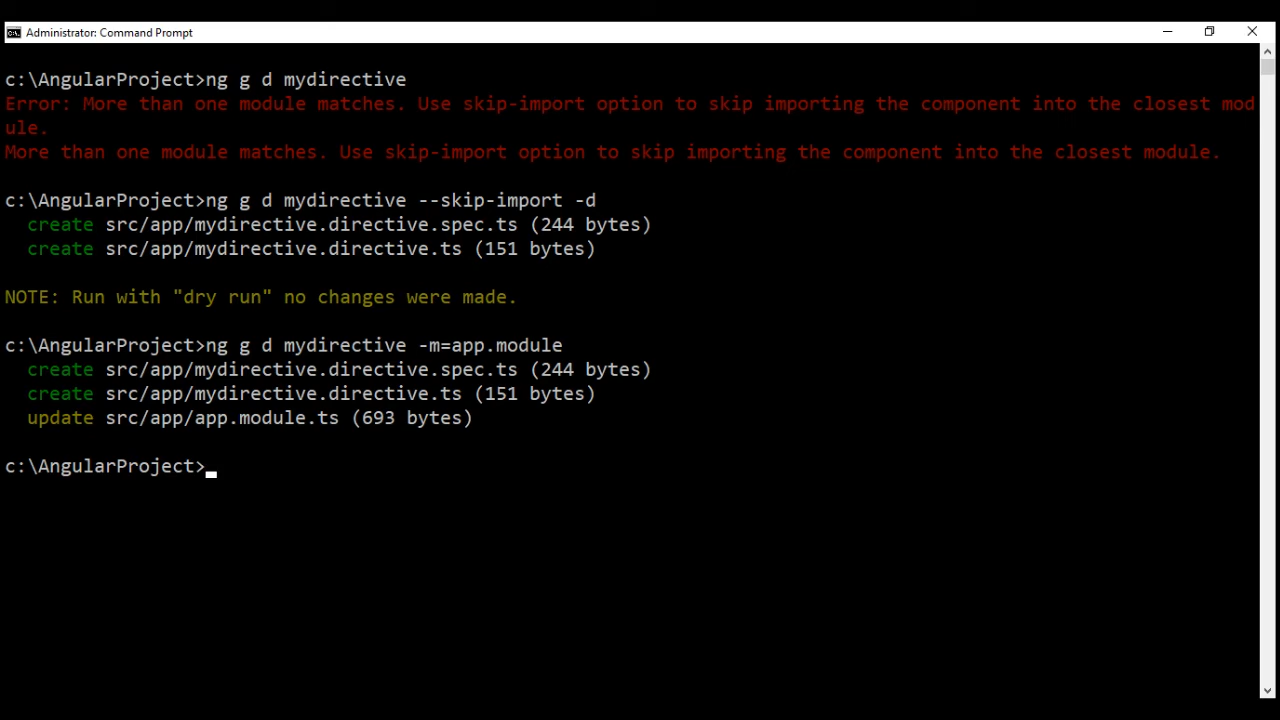 Administrator: Command Prompt
c:\AngularProject>ng g d mydirective
Error: More than one module matches. Use skip-import option to skip importing the component into the closest mod
ule.
More than one module matches. Use skip-import option to skip importing the component into the closest module.
c:\AngularProject>ng g d mydirective --skip-import -d
create src/app/mydirective.directive.spec.ts (244 bytes)
create src/app/mydirective.directive.ts (151 bytes)
NOTE: Run with "dry run" no changes were made.
c:\AngularProject>ng g d mydirective -m=app.module
create src/app/mydirective.directive.spec.ts (244 bytes)
create src/app/mydirective.directive.ts (151 bytes)
update src/app/app.module.ts (693 bytes)
c:\AngularProject>